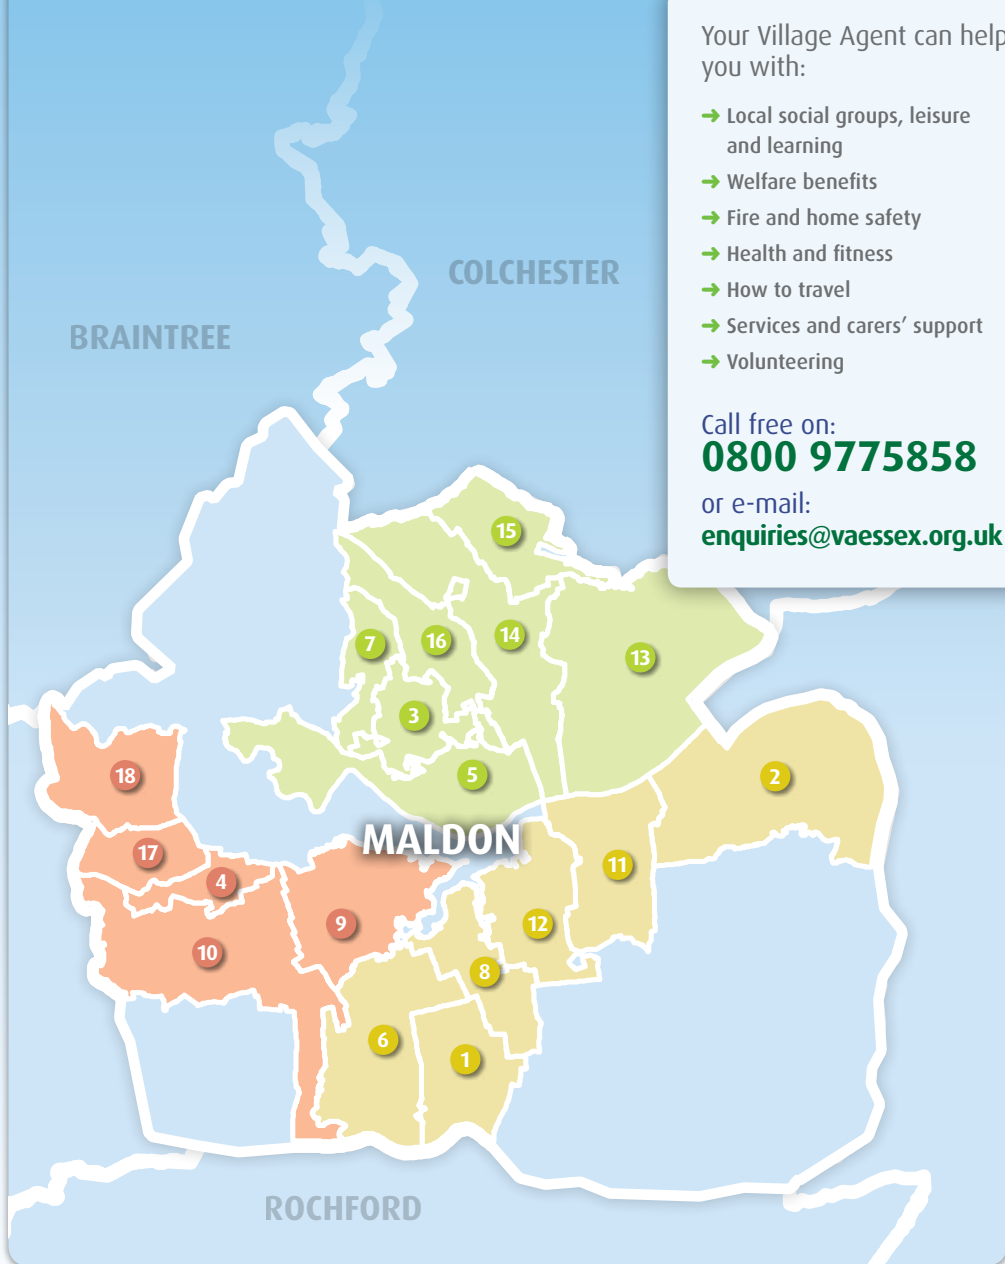 Your Village Agent can help
you with:
➔ Local social groups, leisure
and learning
➔ Welfare benefits
➔ Fire and home safety
➔ Health and fitness
➔ How to travel
➔ Services and carers’ support
➔ Volunteering
Call free on:
0800 9775858
or e-mail:
enquiries@vaessex.org.uk
COLCHESTER
BRAINTREE
15
7
16
14
13
3
18
5
2
MALDON
17
11
4
9
12
10
8
6
1
ROCHFORD